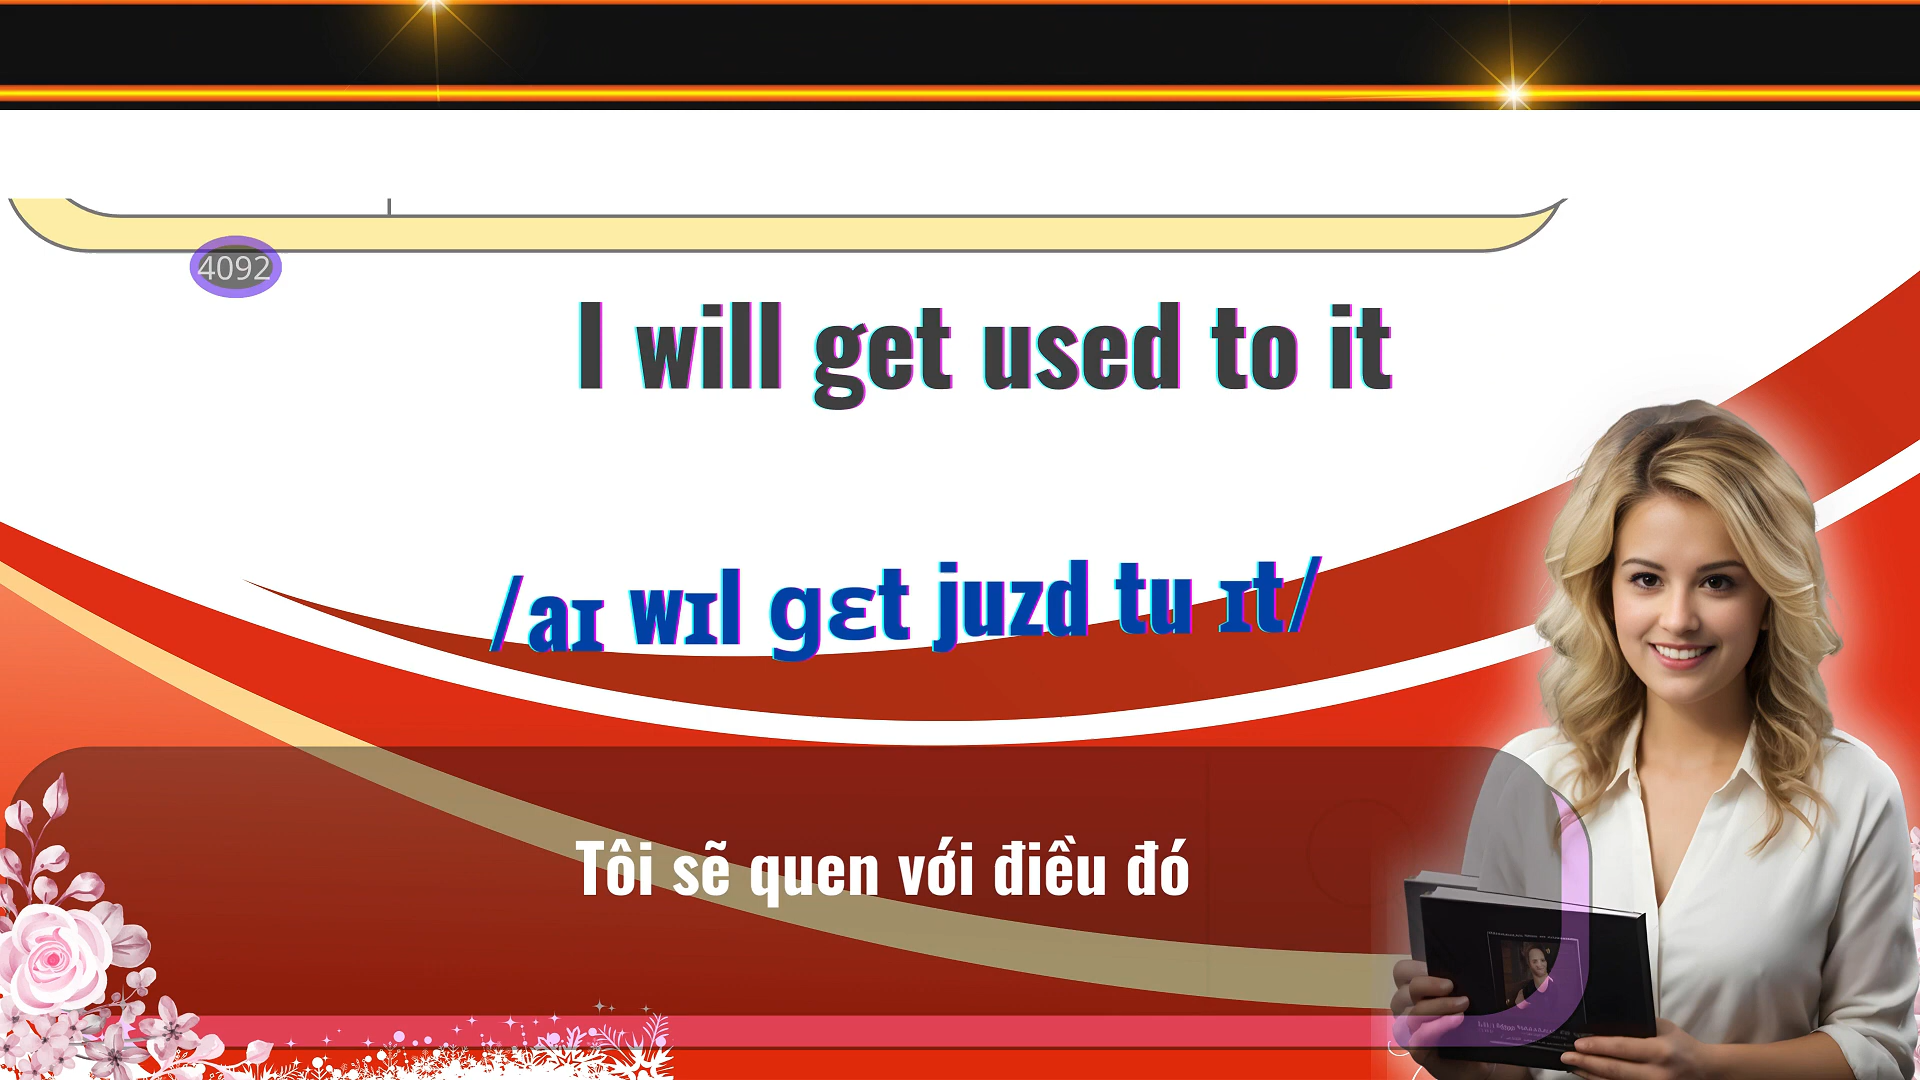 4092
I will get used to it
/aɪ wɪl gɛt juzd tu ɪt/
Tôi sẽ quen với điều đó